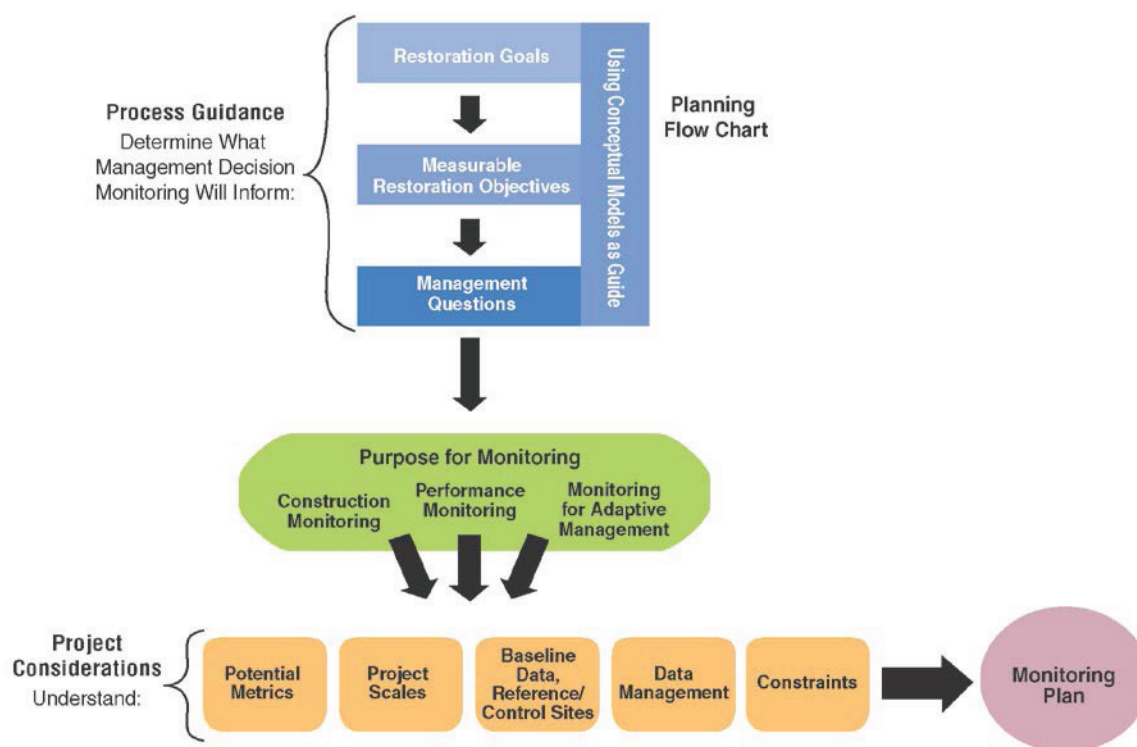 Restoration Goals
Using Conceptual Models as Guide
Planning
Flow Chart
Process Guidance
Determine What
Management Decision
Monitoring Will Inform:
Measurable
Restoration Objectives
Management
Questions
Purpose for Monitoring
Construction
Monitoring
Performance
Monitoring
Monitoring
for Adaptive
Management
Project
Considerations
Understand:
Potential
Metrics
Project
Scales
Baseline
Data,
Reference/
Control Sites
Data
Management
Constraints
Monitoring
Plan